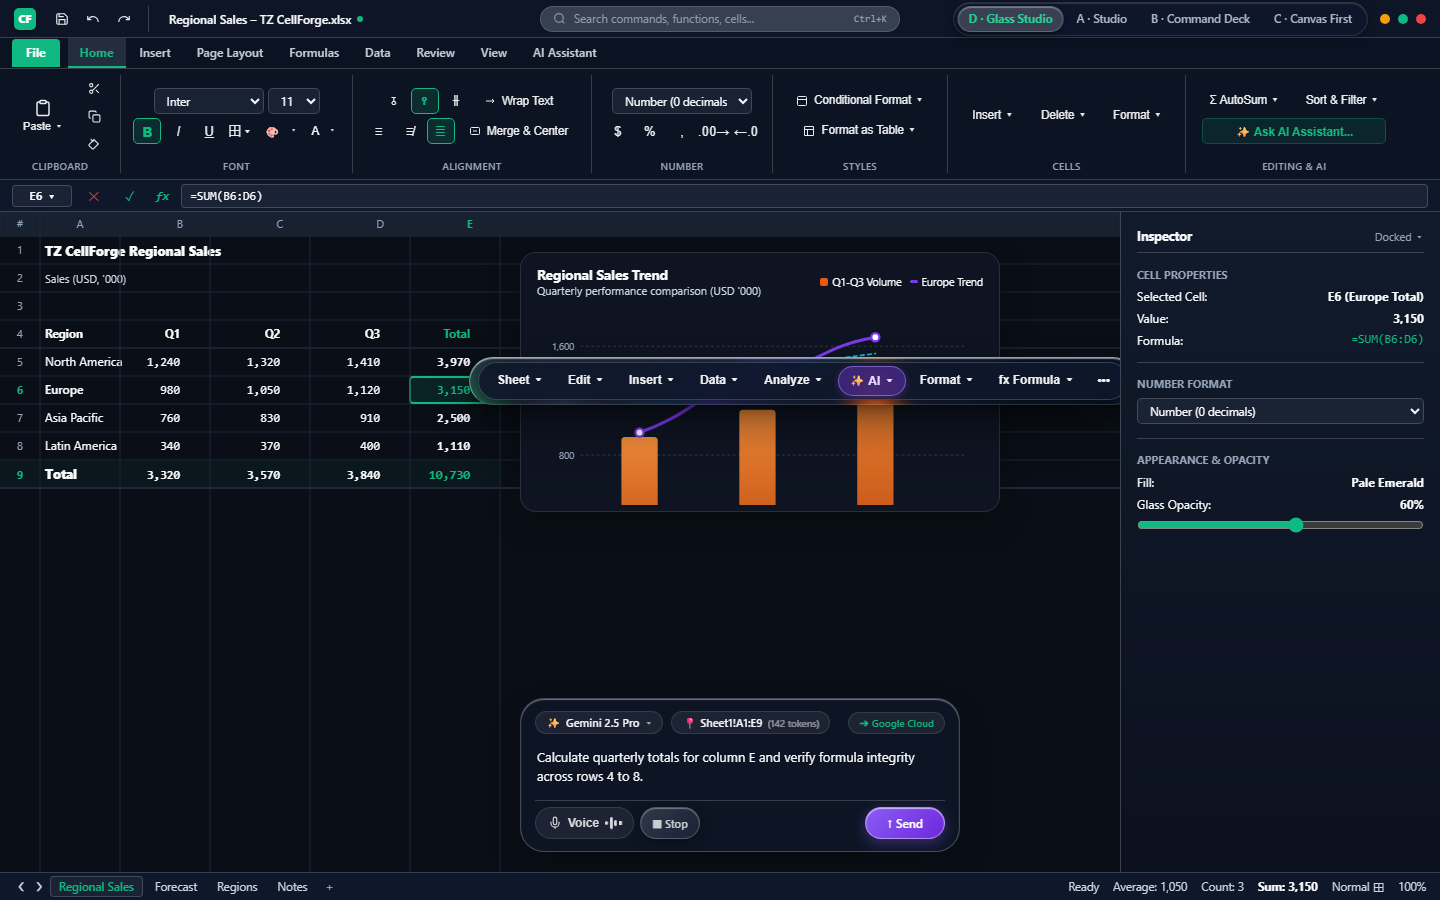 CF
Regional Sales – TZ CellForge.xlsx
Search commands, functions, cells...
Ctrl+K
D · Glass Studio
A · Studio
B · Command Deck
C · Canvas First
File
Home
Insert
Page Layout
Formulas
Data
Review
View
AI Assistant
Paste
CLIPBOARD
Inter
11
B
I
U
A
FONT
Wrap Text
Merge & Center
ALIGNMENT
Number (0 decimals
$
%
,
.00→
←.0
NUMBER
Conditional Format
Format as Table
STYLES
Insert
Delete
Format
CELLS
Σ AutoSum
Sort & Filter
✨ Ask AI Assistant...
EDITING & AI
E6
fx
=SUM(B6:D6)
# A B C D E
1 TZ CellForge Regional Sales
2 Sales (USD, '000)
3
4 Region Q1 Q2 Q3 Total
5 North America 1,240 1,320 1,410 3,970
6 Europe 980 1,050 1,120 3,150
7 Asia Pacific 760 830 910 2,500
8 Latin America 340 370 400 1,110
9 Total 3,320 3,570 3,840 10,730
Regional Sales Trend
Quarterly performance comparison (USD '000)
Q1-Q3 Volume
Europe Trend
1,600
Sheet
Edit
Insert
Data
Analyze
✨ AI
Format
fx Formula
•••
800
✨ Gemini 2.5 Pro
📍 Sheet1!A1:E9 (142 tokens)
➔ Google Cloud
Calculate quarterly totals for column E and verify formula integrity
across rows 4 to 8.
Voice
Stop
↑ Send
Inspector
Docked
CELL PROPERTIES
Selected Cell: E6 (Europe Total)
Value: 3,150
Formula: =SUM(B6:D6)
NUMBER FORMAT
Number (0 decimals)
APPEARANCE & OPACITY
Fill: Pale Emerald
Glass Opacity: 60%
Regional Sales
Forecast
Regions
Notes
+
Ready
Average: 1,050
Count: 3
Sum: 3,150
Normal
100%